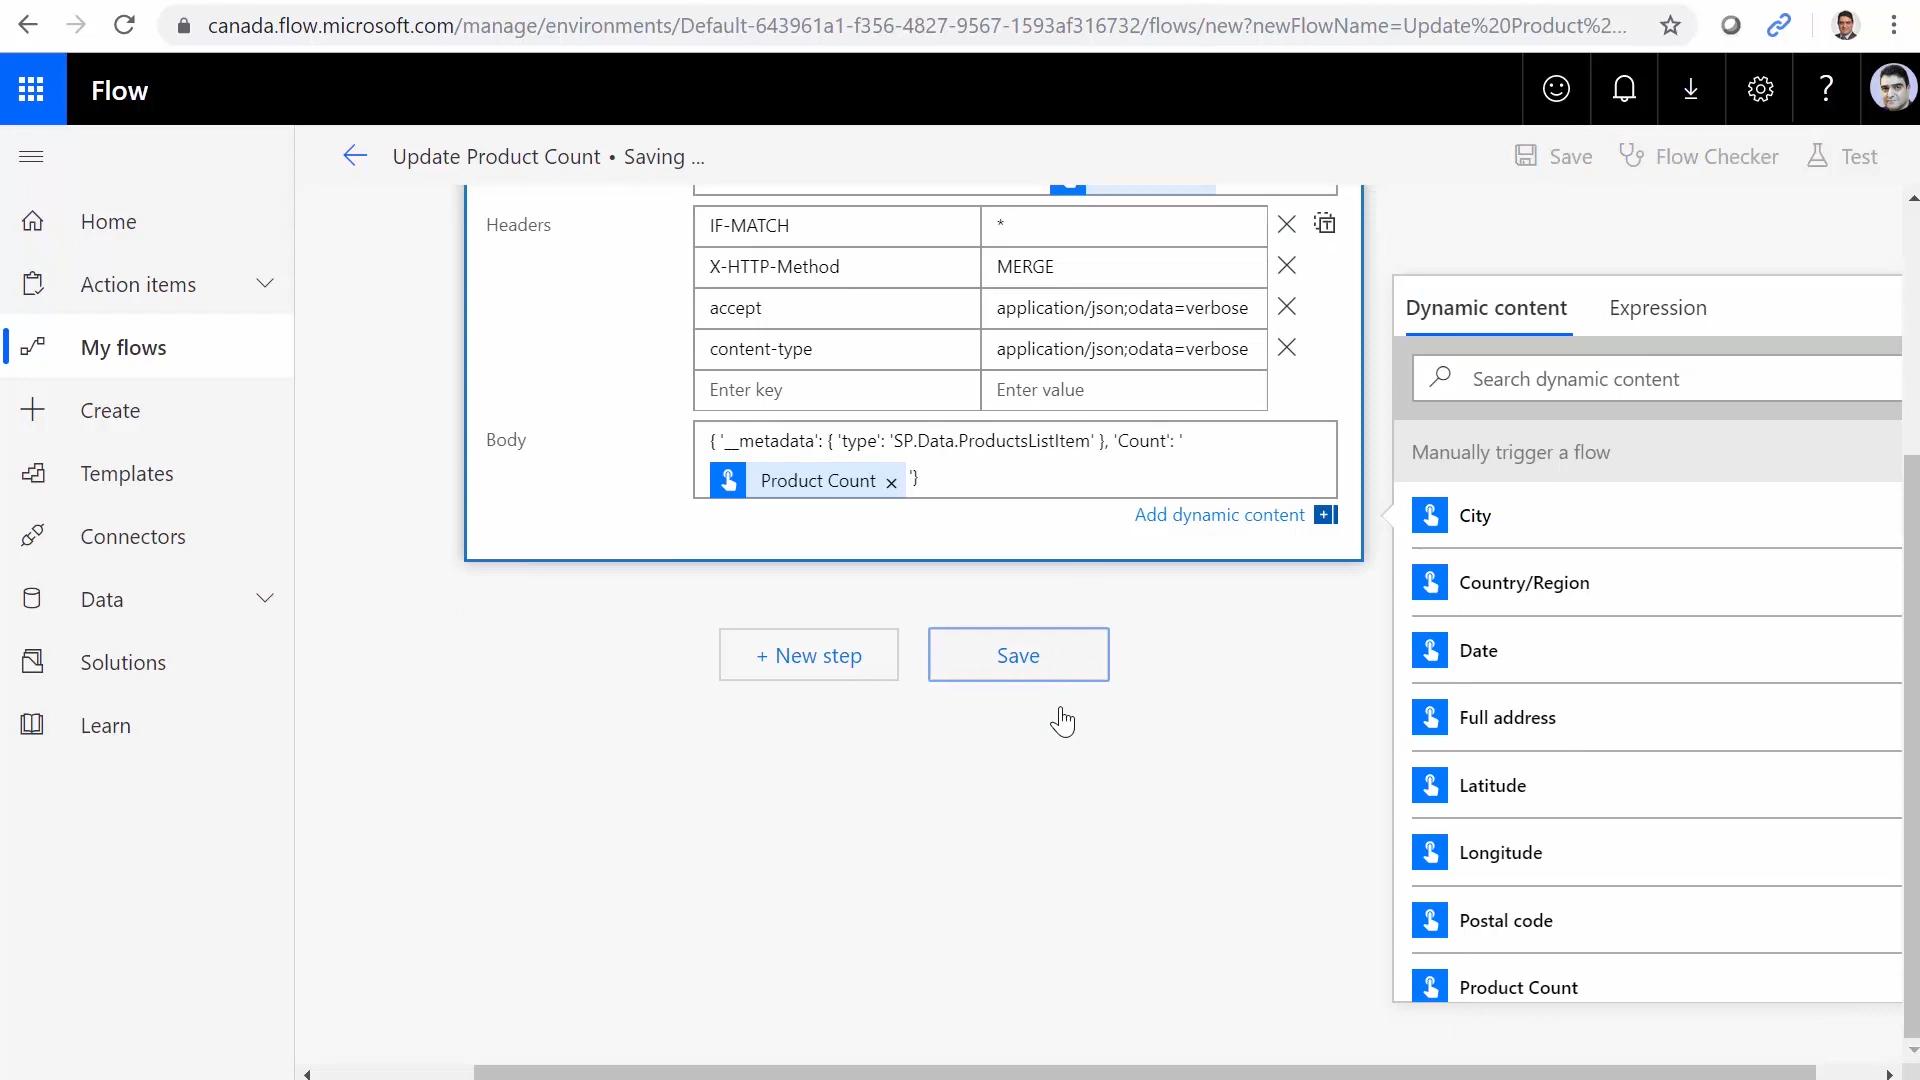 canada.flow.microsoft.com/manage/environments/Default-643961a1-f356-4827-9567-1593af316732/flows/new?newFlowName=Update%20Product%2...
Flow
?
Update Product Count • Saving ...
Save
Flow Checker
Test
Home
Action items
My flows
Create
Templates
Connectors
Data
Solutions
Learn
Headers
IF-MATCH
*
X-HTTP-Method
MERGE
accept
application/json;odata=verbose
content-type
application/json;odata=verbose
Enter key
Enter value
Body
{ '__metadata': { 'type': 'SP.Data.ProductsListItem' }, 'Count': '
Product Count × '}
Add dynamic content
+ New step
Save
Dynamic content
Expression
Search dynamic content
Manually trigger a flow
City
Country/Region
Date
Full address
Latitude
Longitude
Postal code
Product Count